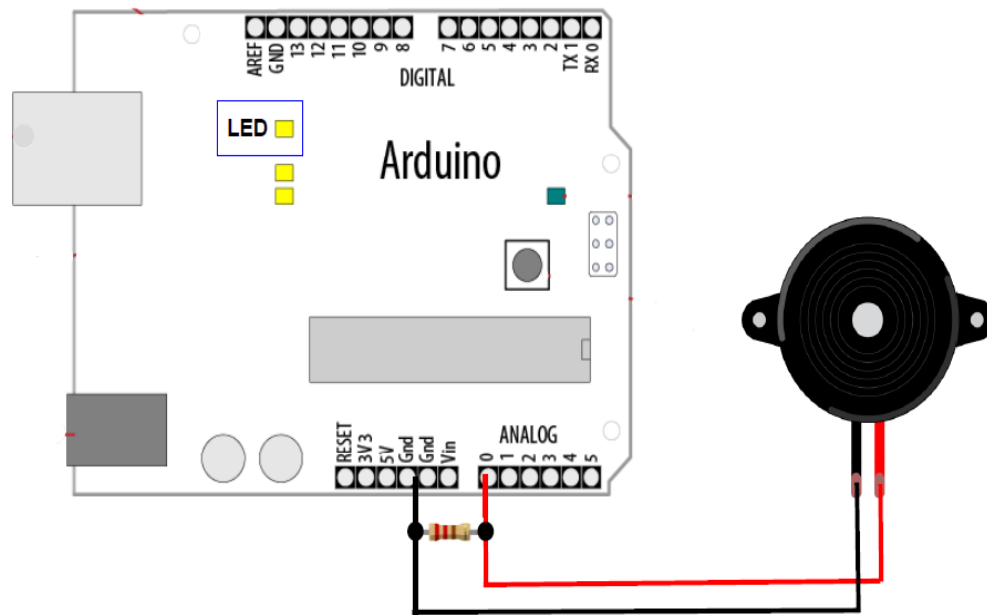 AREF GND 13 12 11 10 9 8 7 6 5 4 3 2 TX 1 RX 0
DIGITAL
LED
Arduino
ANALOG
RESET 3V3 5V Gnd Gnd Vin 0 1 2 3 4 5